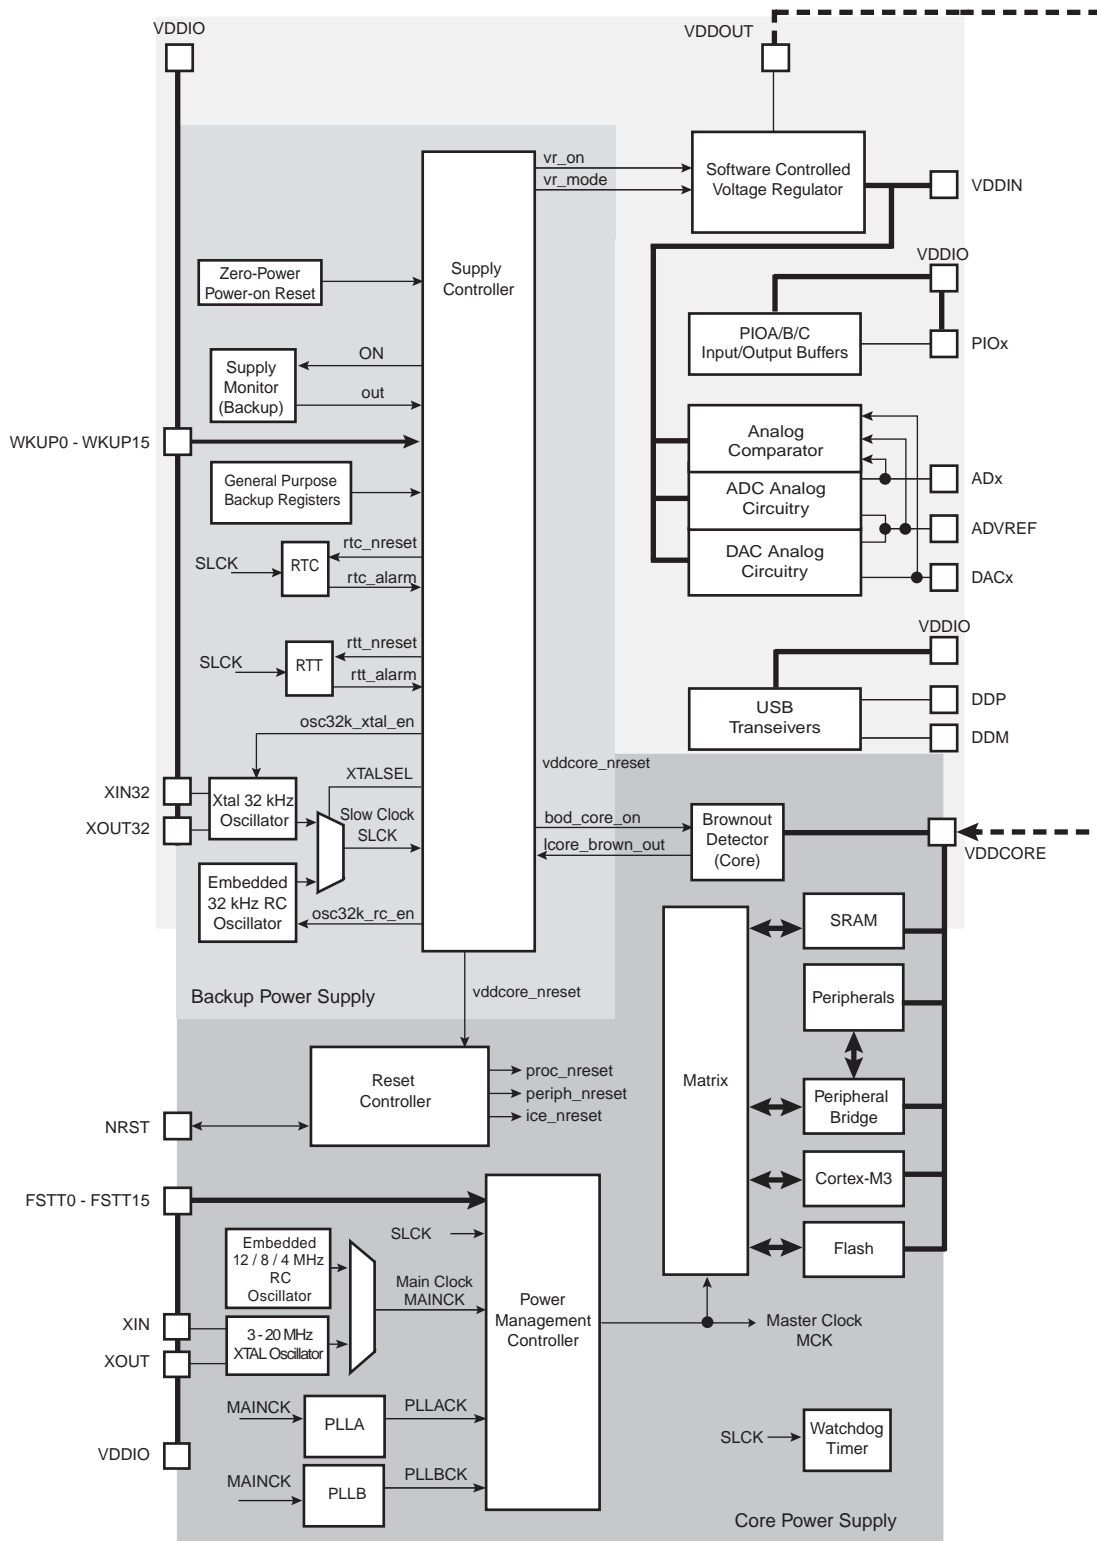 VDDIO
VDDOUT
vr_on
vr_mode
Software Controlled
Voltage Regulator
VDDIN
Supply
Controller
Zero-Power
Power-on Reset
VDDIO
PIOA/B/C
Input/Output Buffers
PIOx
ON
Supply
Monitor
(Backup)
out
WKUP0 - WKUP15
Analog
Comparator
General Purpose
Backup Registers
ADC Analog
Circuitry
ADx
ADVREF
rtc_nreset
SLCK
RTC
rtc_alarm
DAC Analog
Circuitry
DACx
VDDIO
rtt_nreset
SLCK
RTT
rtt_alarm
USB
Transeivers
DDP
DDM
osc32k_xtal_en
vddcore_nreset
XTALSEL
XIN32
Xtal 32 kHz
Oscillator
XOUT32
Slow Clock
SLCK
bod_core_on
lcore_brown_out
Brownout
Detector
(Core)
VDDCORE
Embedded
32 kHz RC
Oscillator
osc32k_rc_en
SRAM
Backup Power Supply
vddcore_nreset
Peripherals
Reset
Controller
proc_nreset
periph_nreset
ice_nreset
Matrix
Peripheral
Bridge
NRST
Cortex-M3
FSTT0 - FSTT15
SLCK
Embedded
12 / 8 / 4 MHz
RC
Oscillator
Flash
Main Clock
MAINCK
Power
Management
Controller
XIN
3 - 20 MHz
XTAL Oscillator
XOUT
Master Clock
MCK
MAINCK
PLLA
PLLACK
SLCK
Watchdog
Timer
VDDIO
MAINCK
PLLB
PLLBCK
Core Power Supply